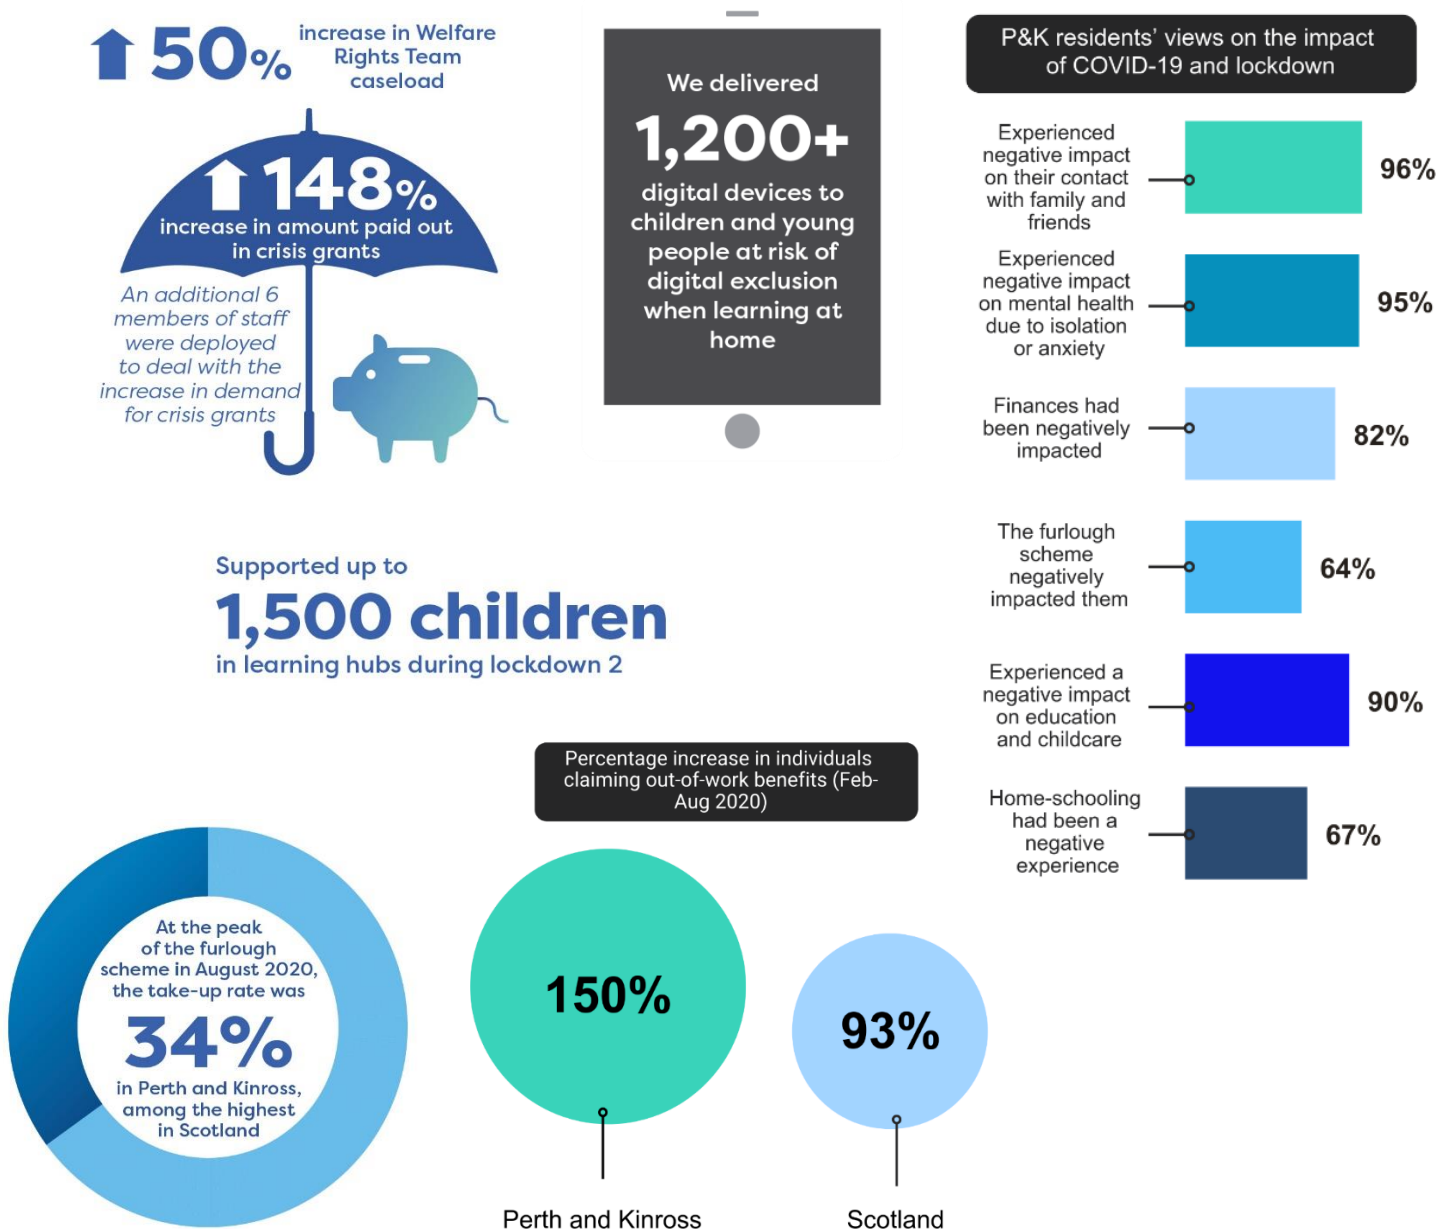 50%
increase in Welfare
Rights Team
caseload
148%
increase in amount paid out
in crisis grants
An additional 6
members of staff
were deployed
to deal with the
increase in demand
for crisis grants
We delivered
1,200+
digital devices to
children and young
people at risk of
digital exclusion
when learning at
home
Supported up to
1,500 children
in learning hubs during lockdown 2
P&K residents’ views on the impact
of COVID-19 and lockdown
Experienced
negative impact
on their contact
with family and
friends
96%
Experienced
negative impact
on mental health
due to isolation
or anxiety
95%
Finances had
been negatively
impacted
82%
The furlough
scheme
negatively
impacted them
64%
Experienced a
negative impact
on education
and childcare
90%
Home-schooling
had been a
negative
experience
67%
At the peak
of the furlough
scheme in August 2020,
the take-up rate was
34%
in Perth and Kinross,
among the highest
in Scotland
Percentage increase in individuals
claiming out-of-work benefits (Feb-
Aug 2020)
150%
Perth and Kinross
93%
Scotland